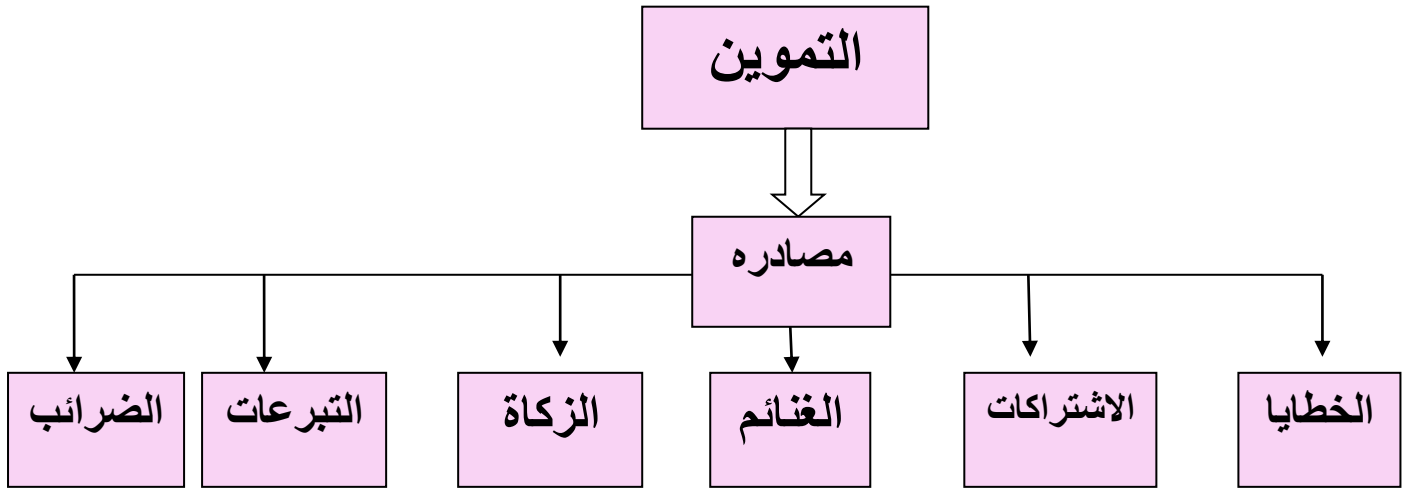 التموين
مصادره
الخطايا
الاشتراكات
الغنائم
الزكاة
التبرعات
الضرائب